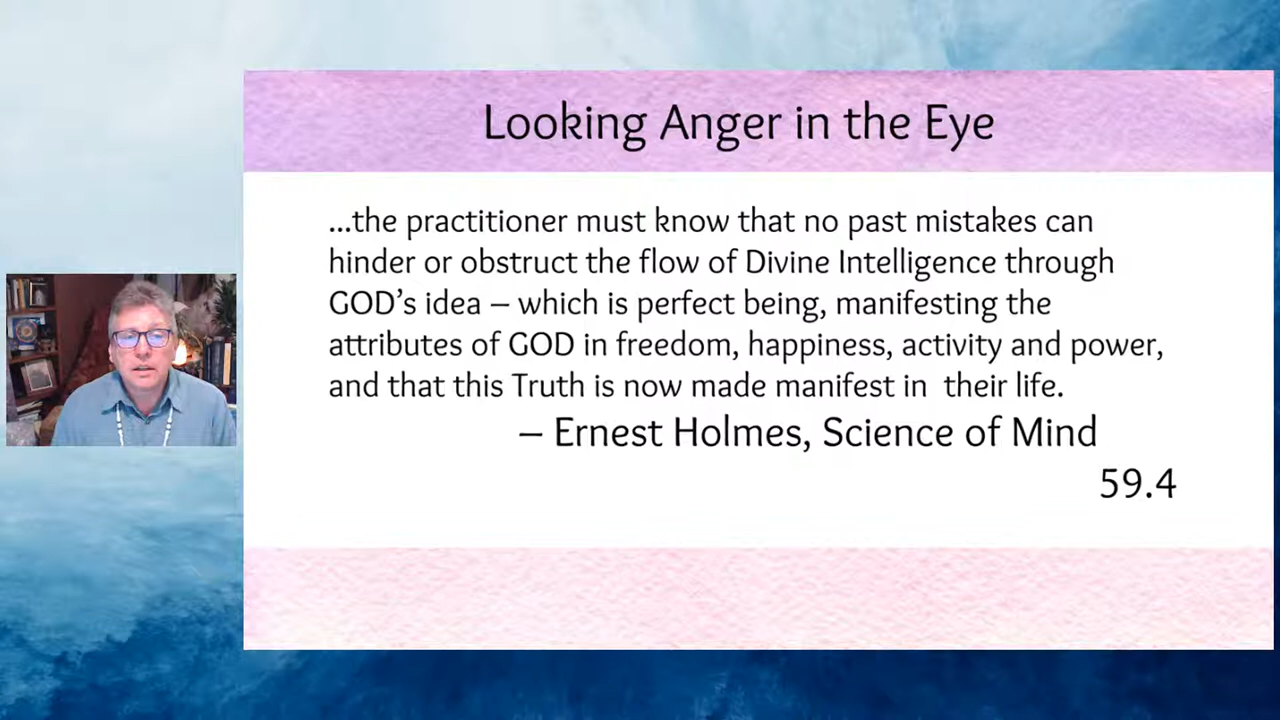 Looking Anger in the Eye
...the practitioner must know that no past mistakes can
hinder or obstruct the flow of Divine Intelligence through
GOD’s idea – which is perfect being, manifesting the
attributes of GOD in freedom, happiness, activity and power,
and that this Truth is now made manifest in  their life.
– Ernest Holmes, Science of Mind
59.4